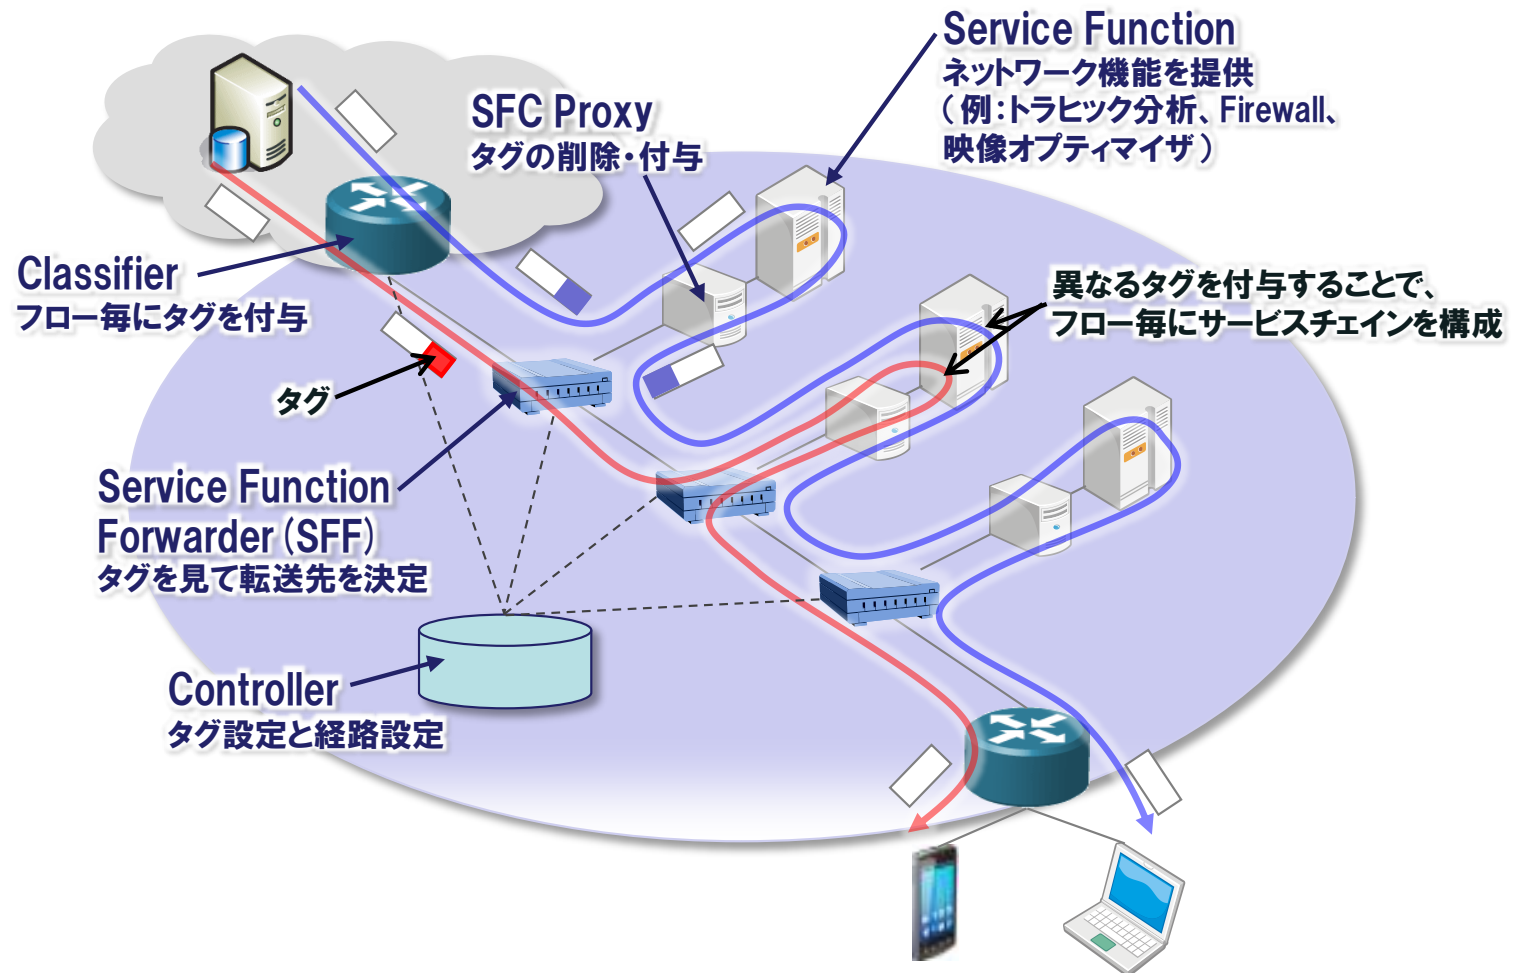 Service Function
ネットワーク機能を提供
（例：トラヒック分析、Firewall、
映像オプティマイザ）
SFC Proxy
タグの削除・付与
Classifier
フロー毎にタグを付与
異なるタグを付与することで、
フロー毎にサービスチェインを構成
タグ
Service Function
Forwarder（SFF）
タグを見て転送先を決定
Controller
タグ設定と経路設定